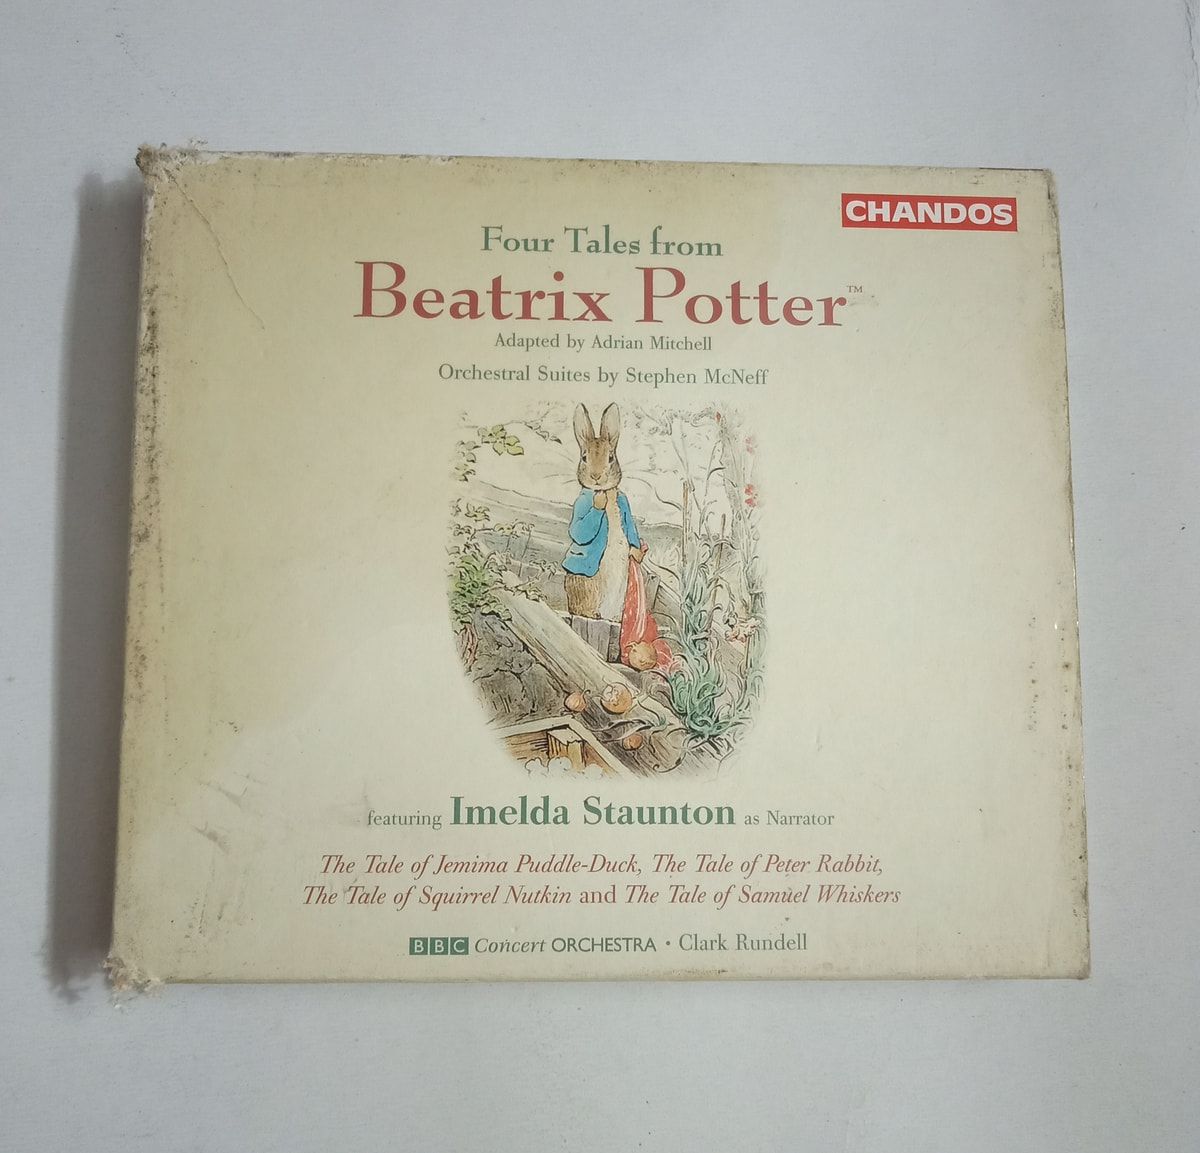 CHANDOS
Four Tales from
Beatrix Potter™
Adapted by Adrian Mitchell
Orchestral Suites by Stephen McNeff
featuring Imelda Staunton as Narrator
The Tale of Jemima Puddle-Duck, The Tale of Peter Rabbit,
The Tale of Squirrel Nutkin and The Tale of Samuel Whiskers
BBC Concert ORCHESTRA • Clark Rundell